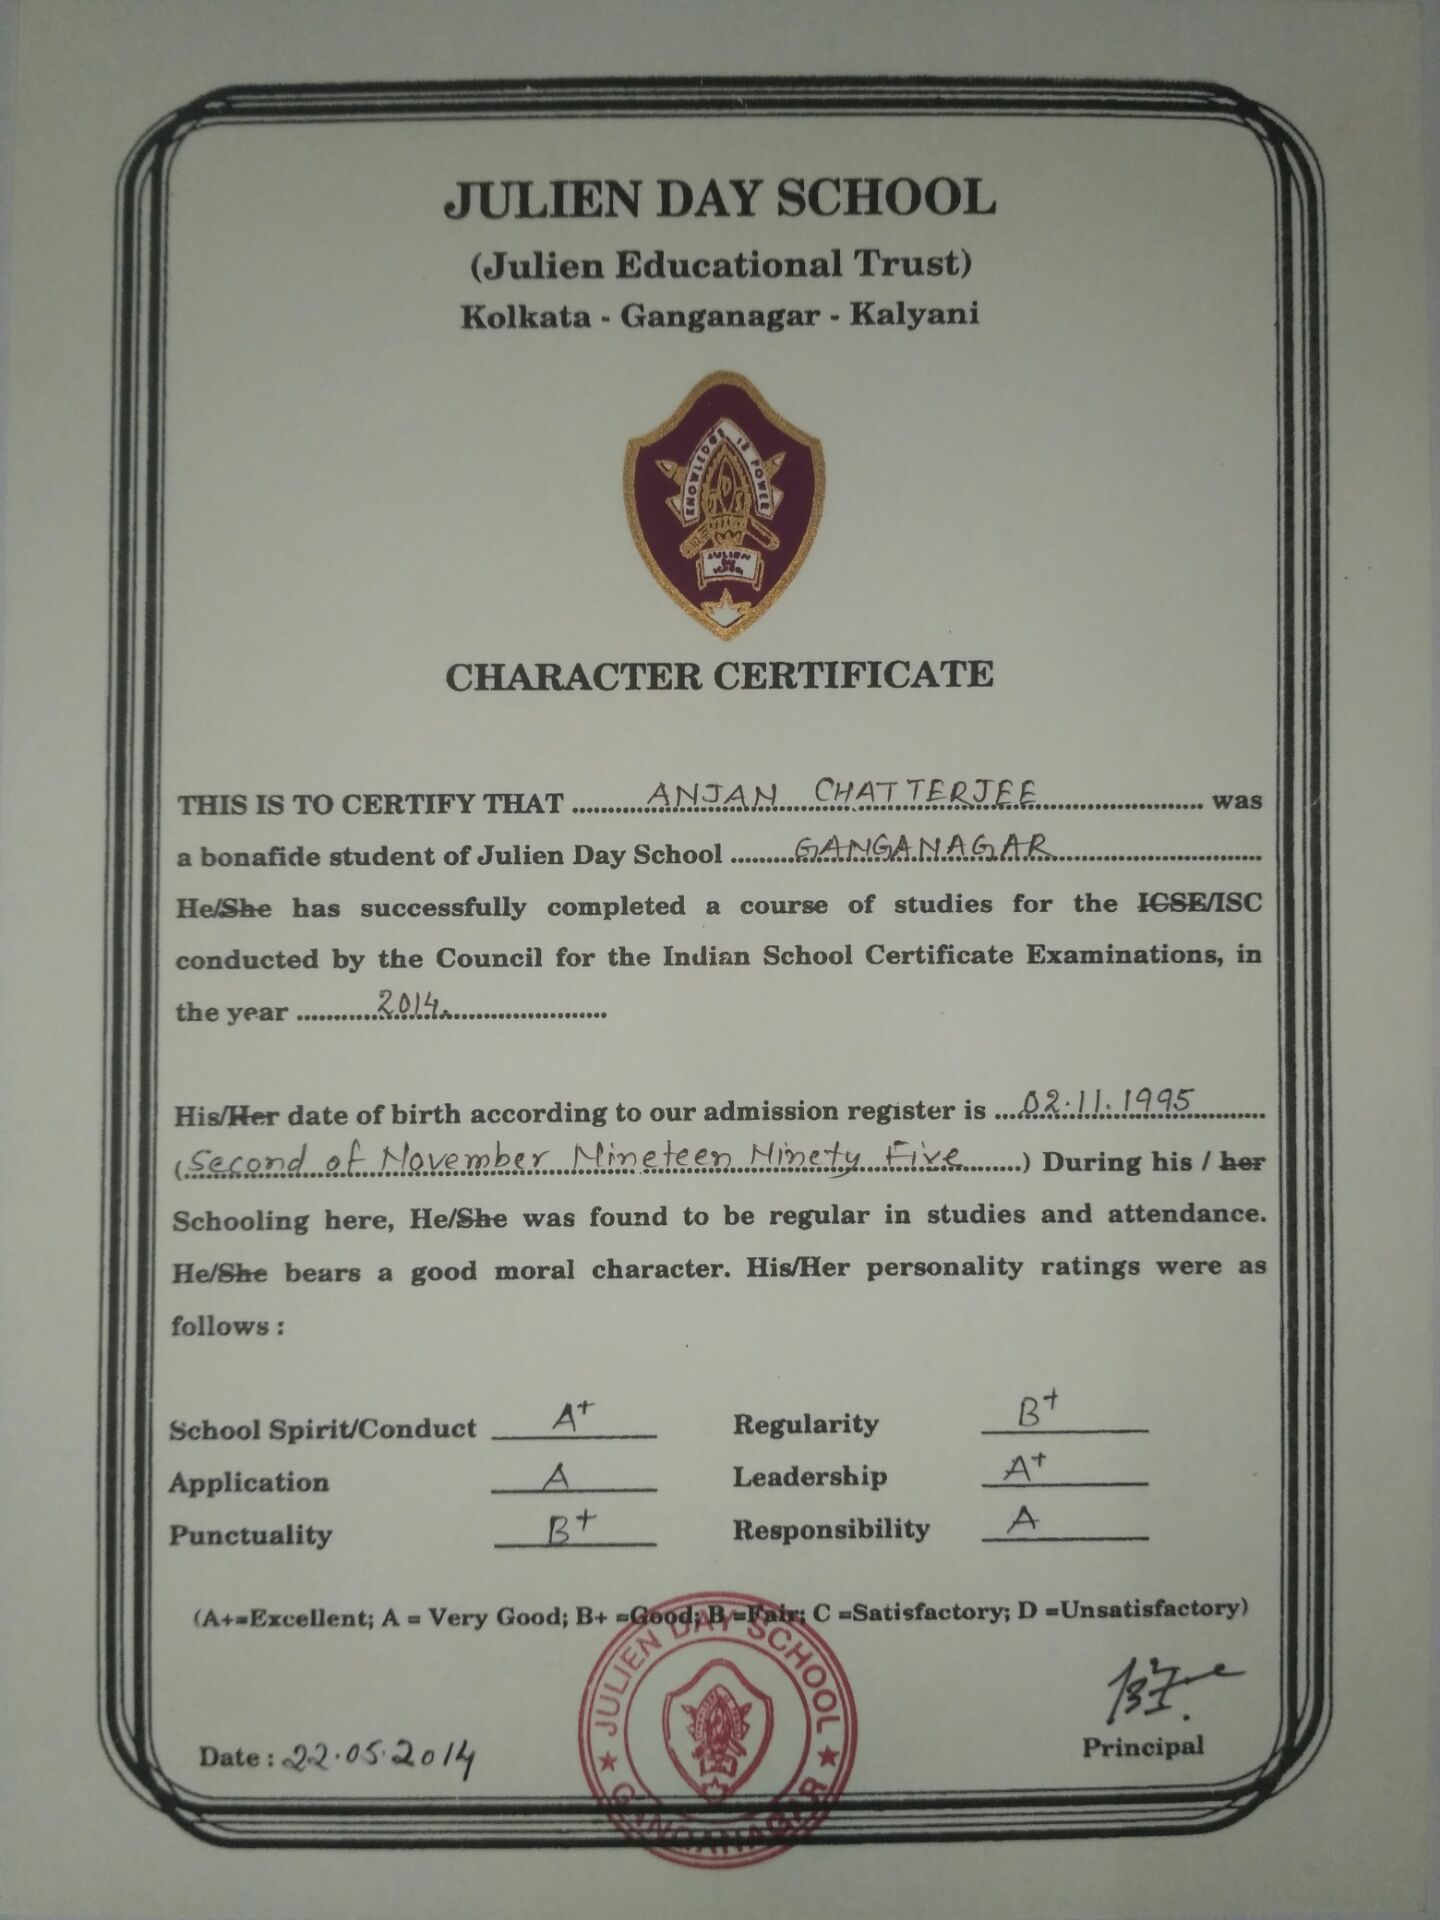 JULIEN DAY SCHOOL
(Julien Educational Trust)
Kolkata - Ganganagar - Kalyani
KNOWLEDGE IS POWER
JULIEN
DAY
SCHOOL
CHARACTER CERTIFICATE
THIS IS TO CERTIFY THAT ANJAN CHATTERJEE was
a bonafide student of Julien Day School GANGANAGAR
He/She has successfully completed a course of studies for the ICSE/ISC
conducted by the Council for the Indian School Certificate Examinations, in
the year 2014.
His/Her date of birth according to our admission register is 02.11.1995
(Second of November Nineteen Ninety Five) During his / her
Schooling here, He/She was found to be regular in studies and attendance.
He/She bears a good moral character. His/Her personality ratings were as
follows :
School Spirit/Conduct A+ Regularity B+
Application A Leadership A+
Punctuality B+ Responsibility A
(A+=Excellent; A = Very Good; B+ =Good; B =Fair; C =Satisfactory; D =Unsatisfactory)
JULIEN DAY SCHOOL
GANGANAGAR
Date : 22.05.2014 Principal